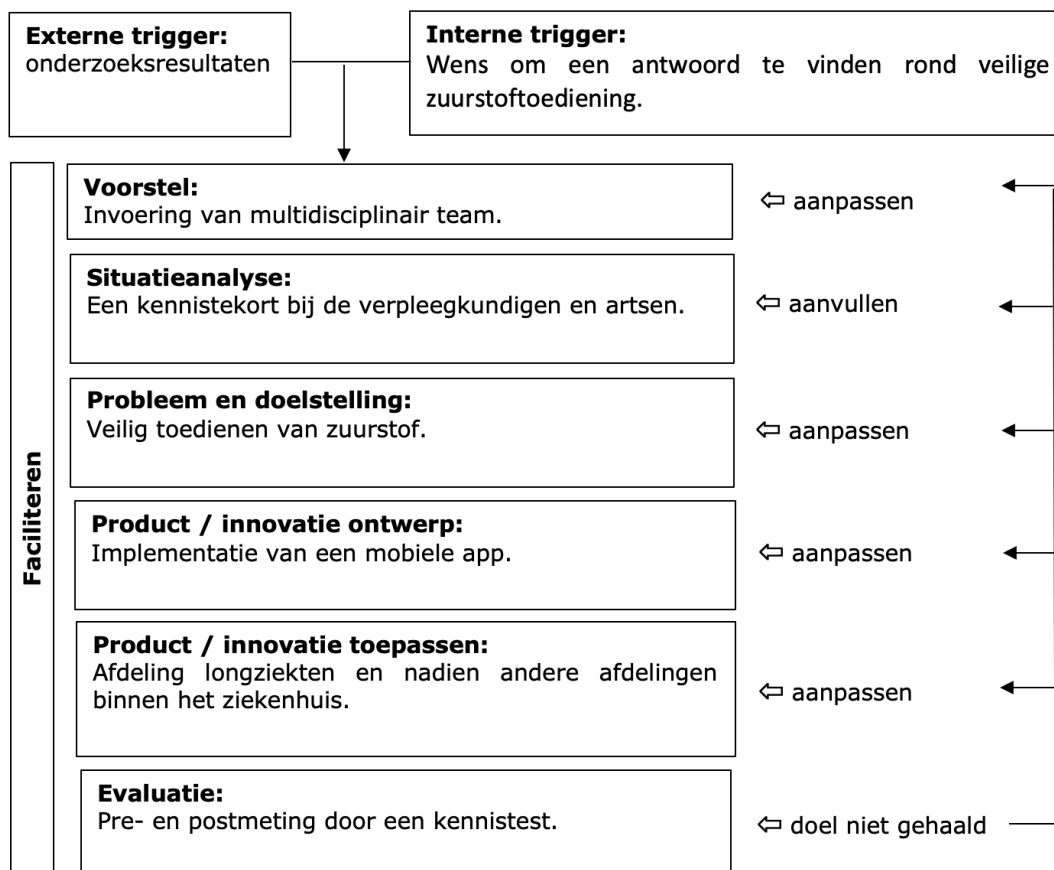 Externe trigger:
onderzoeksresultaten
Interne trigger:
Wens om een antwoord te vinden rond veilige
zuurstoftoediening.
Faciliteren
Voorstel:
Invoering van multidisciplinair team.
⇦ aanpassen
Situatieanalyse:
Een kennistekort bij de verpleegkundigen en artsen.
⇦ aanvullen
Probleem en doelstelling:
Veilig toedienen van zuurstof.
⇦ aanpassen
Product / innovatie ontwerp:
Implementatie van een mobiele app.
⇦ aanpassen
Product / innovatie toepassen:
Afdeling longziekten en nadien andere afdelingen
binnen het ziekenhuis.
⇦ aanpassen
Evaluatie:
Pre- en postmeting door een kennistest.
⇦ doel niet gehaald